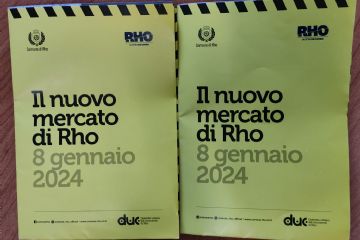 Comune di Rho
RHO
Il nuovo
mercato
di Rho
8 gennaio
2024
duc
Comune di Rho
RHO
Il nuovo
mercato
di Rho
8 gennaio
2024
duc